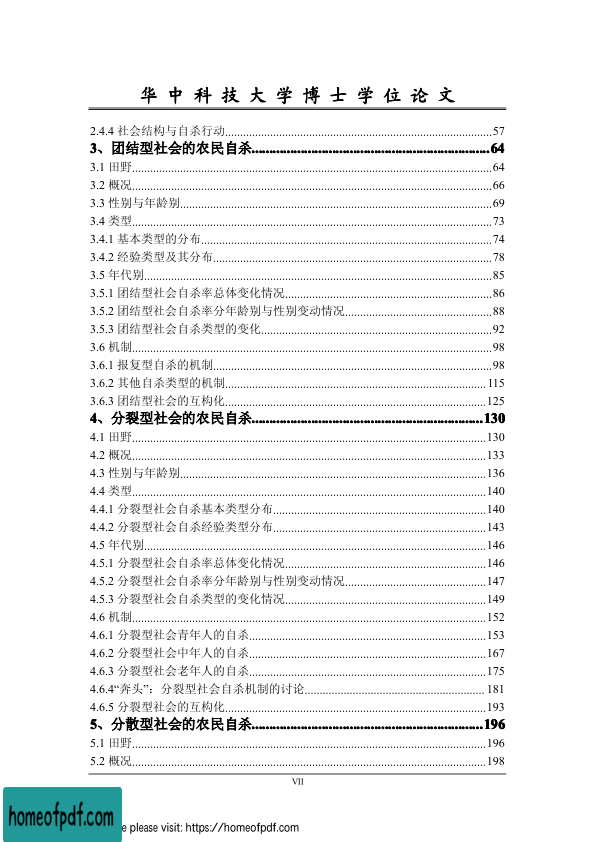 华中科技大学博士学位论文
2.4.4 社会结构与自杀行动 57
3、团结型社会的农民自杀 64
3.1 田野 64
3.2 概况 66
3.3 性别与年龄别 69
3.4 类型 73
3.4.1 基本类型的分布 74
3.4.2 经验类型及其分布 78
3.5 年代别 85
3.5.1 团结型社会自杀率总体变化情况 86
3.5.2 团结型社会自杀率分年龄别与性别变动情况 88
3.5.3 团结型社会自杀类型的变化 92
3.6 机制 98
3.6.1 报复型自杀的机制 98
3.6.2 其他自杀类型的机制 115
3.6.3 团结型社会的互构化 125
4、分裂型社会的农民自杀 130
4.1 田野 130
4.2 概况 133
4.3 性别与年龄别 136
4.4 类型 140
4.4.1 分裂型社会自杀基本类型分布 140
4.4.2 分裂型社会自杀经验类型分布 143
4.5 年代别 146
4.5.1 分裂型社会自杀率总体变化情况 146
4.5.2 分裂型社会自杀率分年龄别与性别变动情况 147
4.5.3 分裂型社会自杀类型的变化情况 149
4.6 机制 152
4.6.1 分裂型社会青年人的自杀 153
4.6.2 分裂型社会中年人的自杀 167
4.6.3 分裂型社会老年人的自杀 175
4.6.4“奔头”：分裂型社会自杀机制的讨论 181
4.6.5 分裂型社会的互构化 193
5、分散型社会的农民自杀 196
5.1 田野 196
5.2 概况 198
VII
homeofpdf.com
e please visit: https://homeofpdf.com